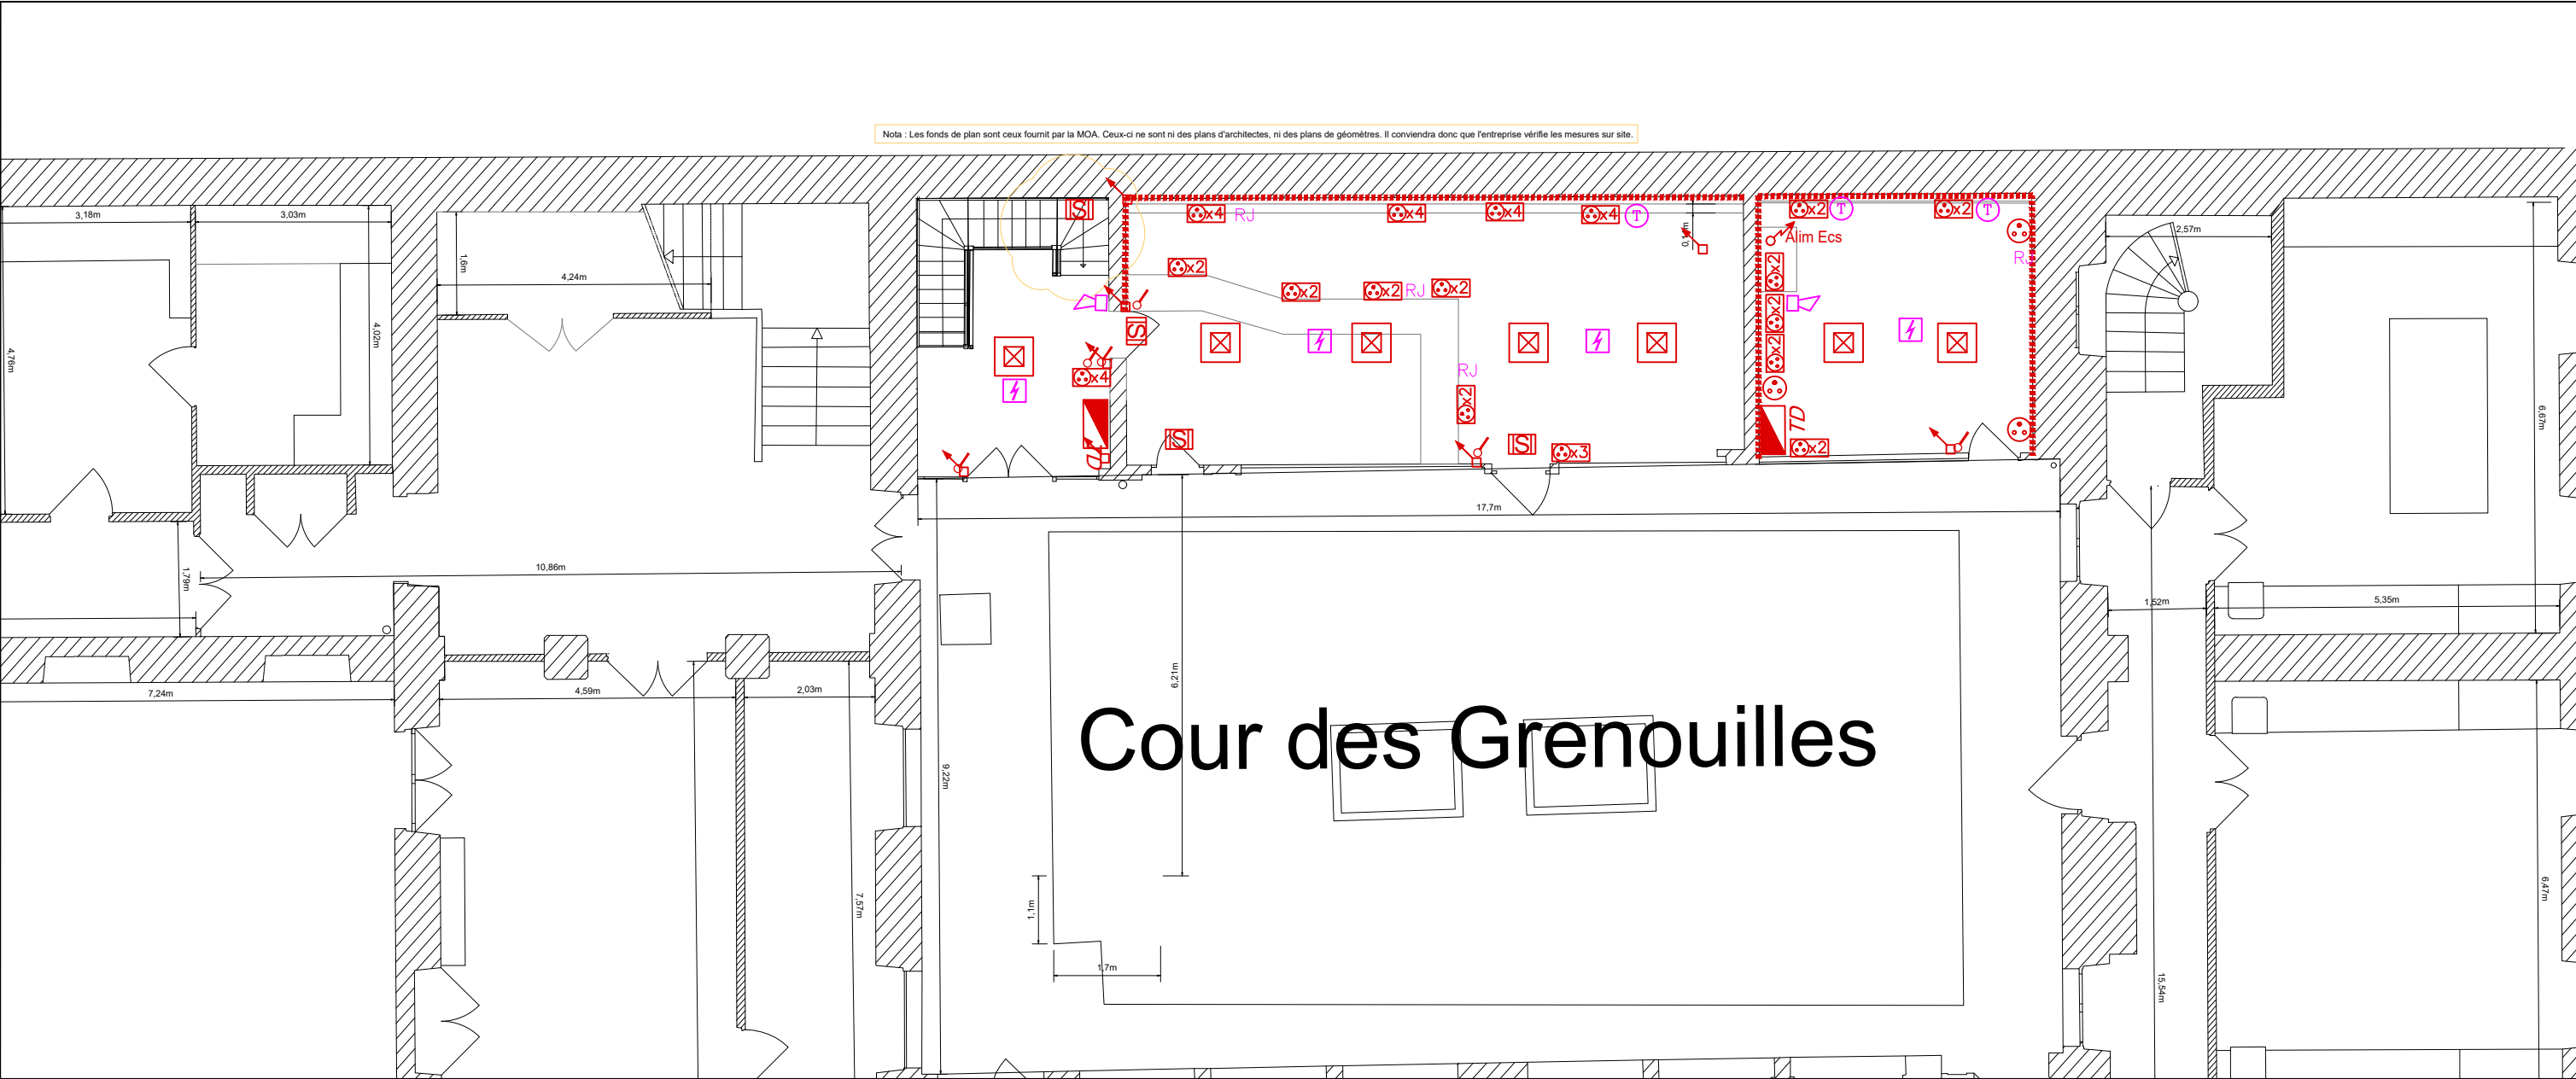 Nota : Les fonds de plan sont ceux fournit par la MOA. Ceux-ci ne sont ni des plans d'architectes, ni des plans de géomètres. Il conviendra donc que l'entreprise vérifie les mesures sur site.
3,18m
3,03m
4,76m
4,02m
1,6m
4,24m
S
x4
RJ
x4
x4
x4
T
x2
T
x2
T
Alim Ecs
RJ
2,57m
x2
x2
x2
RJ
x2
x2
x2
x2
S
x4
RJ
x2
TD
TD
S
S
x3
x2
6,67m
17,7m
10,86m
1,79m
1,52m
5,35m
7,24m
4,59m
2,03m
6,21m
Cour des Grenouilles
9,22m
7,57m
1,1m
1,7m
6,47m
15,54m